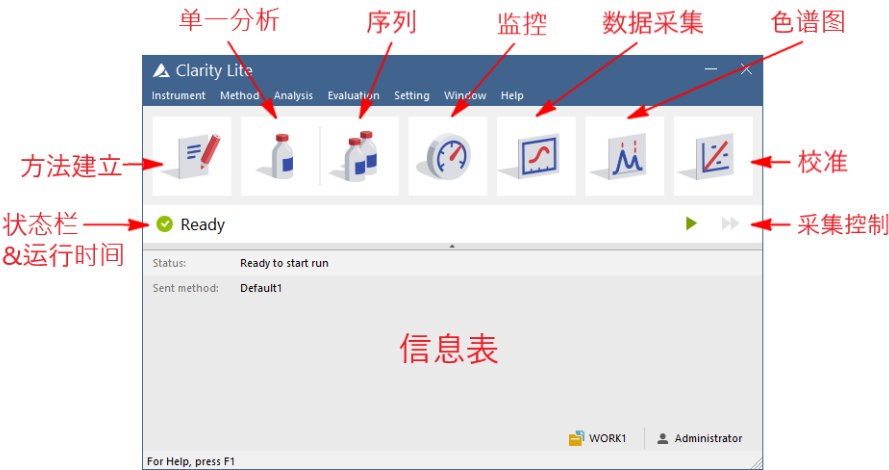 单一分析
序列
监控
数据采集
色谱图
Clarity Lite
Instrument Method Analysis Evaluation Setting Window Help
方法建立
校准
状态栏
&运行时间
Ready
采集控制
Status: Ready to start run
Sent method: Default1
信息表
WORK1
Administrator
For Help, press F1